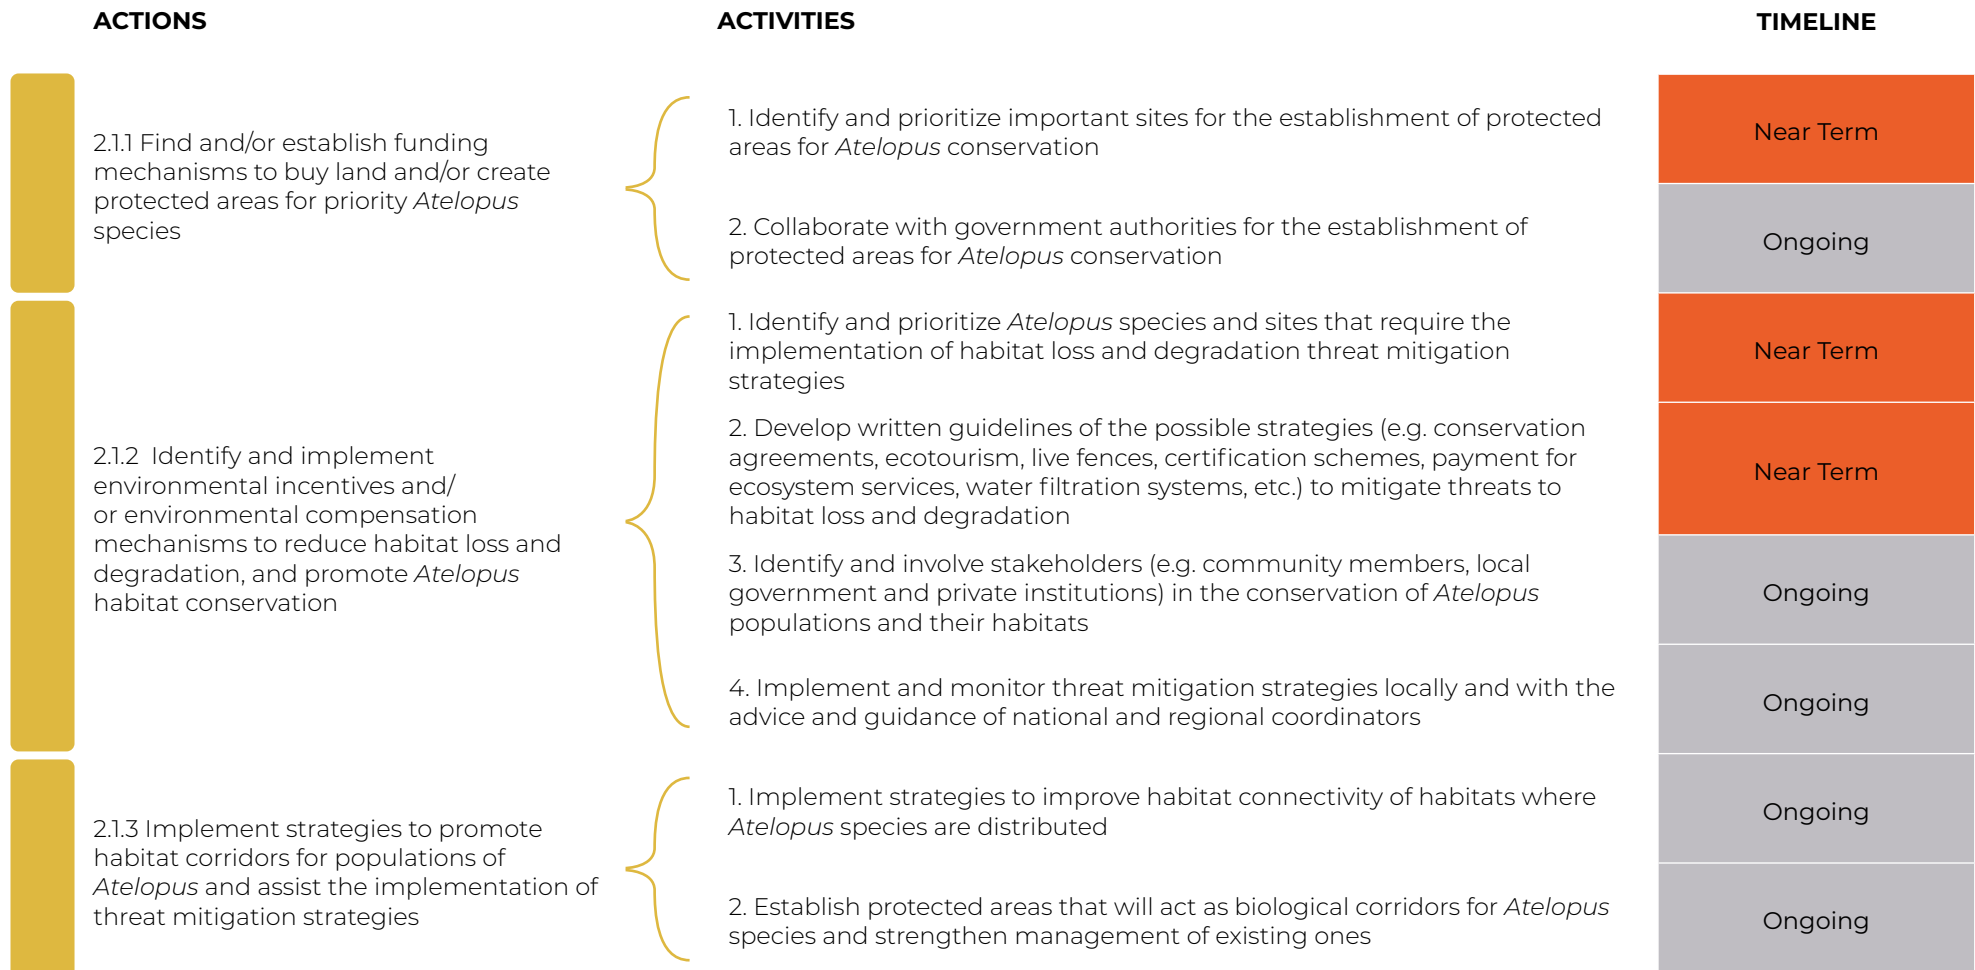 ACTIONS
ACTIVITIES
TIMELINE
2.1.1 Find and/or establish funding
mechanisms to buy land and/or create
protected areas for priority Atelopus
species
1. Identify and prioritize important sites for the establishment of protected
areas for Atelopus conservation
Near Term
2. Collaborate with government authorities for the establishment of
protected areas for Atelopus conservation
Ongoing
2.1.2 Identify and implement
environmental incentives and/
or environmental compensation
mechanisms to reduce habitat loss and
degradation, and promote Atelopus
habitat conservation
1. Identify and prioritize Atelopus species and sites that require the
implementation of habitat loss and degradation threat mitigation
strategies
Near Term
2. Develop written guidelines of the possible strategies (e.g. conservation
agreements, ecotourism, live fences, certification schemes, payment for
ecosystem services, water filtration systems, etc.) to mitigate threats to
habitat loss and degradation
Near Term
3. Identify and involve stakeholders (e.g. community members, local
government and private institutions) in the conservation of Atelopus
populations and their habitats
Ongoing
4. Implement and monitor threat mitigation strategies locally and with the
advice and guidance of national and regional coordinators
Ongoing
2.1.3 Implement strategies to promote
habitat corridors for populations of
Atelopus and assist the implementation of
threat mitigation strategies
1. Implement strategies to improve habitat connectivity of habitats where
Atelopus species are distributed
Ongoing
2. Establish protected areas that will act as biological corridors for Atelopus
species and strengthen management of existing ones
Ongoing